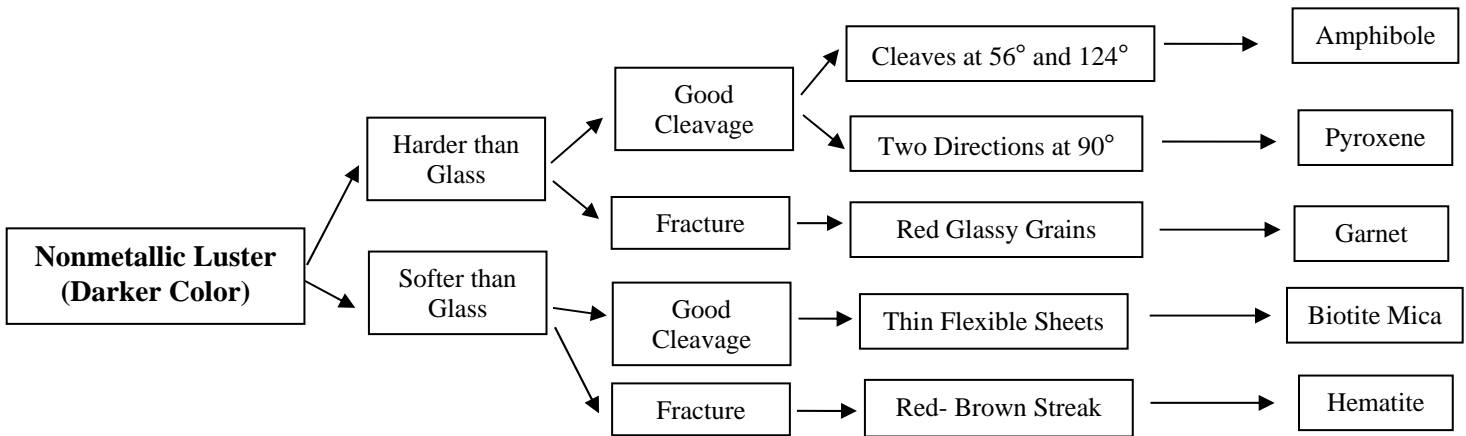 Nonmetallic Luster
(Darker Color)
Harder than
Glass
Softer than
Glass
Good
Cleavage
Fracture
Good
Cleavage
Fracture
Cleaves at 56° and 124°
Two Directions at 90°
Red Glassy Grains
Thin Flexible Sheets
Red- Brown Streak
Amphibole
Pyroxene
Garnet
Biotite Mica
Hematite